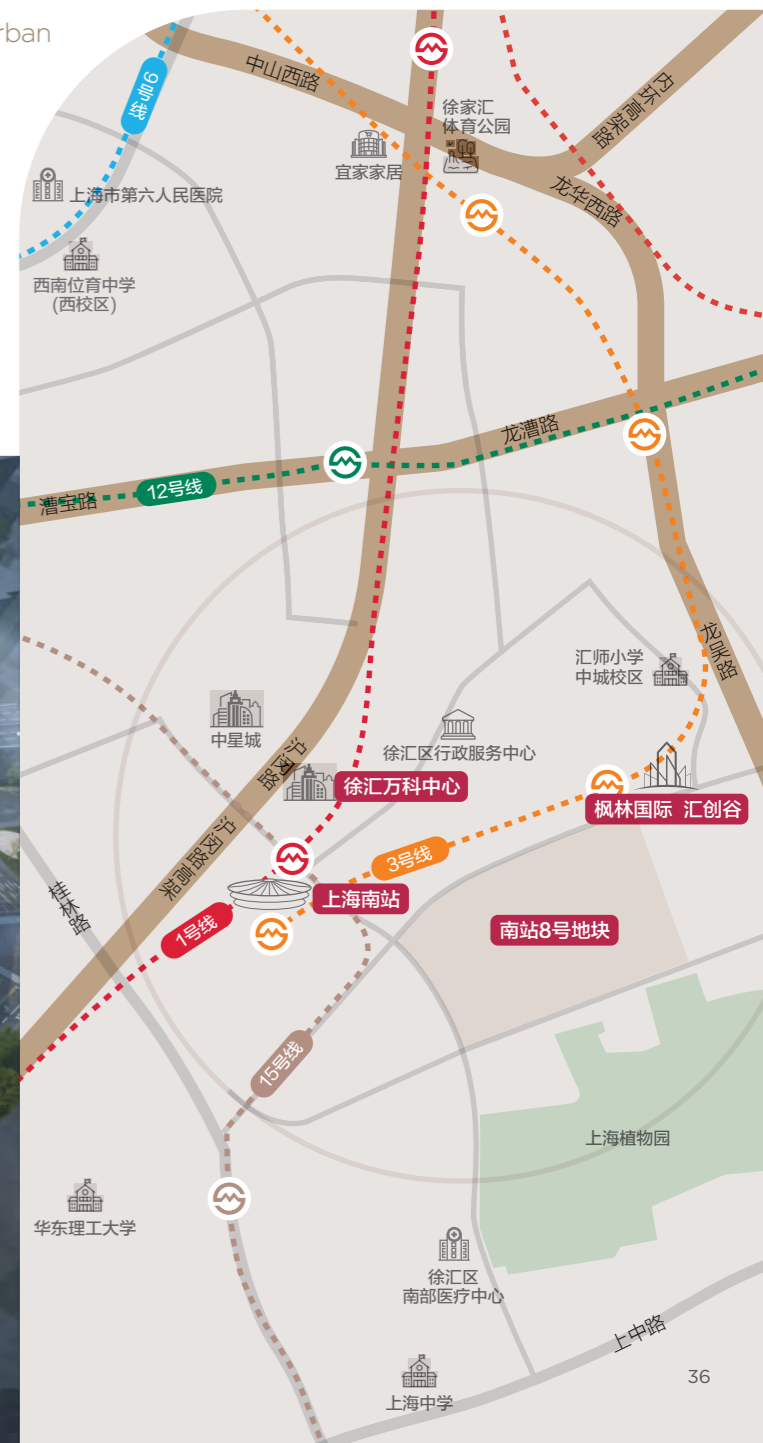 rban
中山西路
内环高架路
9号线
徐家汇
体育公园
宜家家居
上海市第六人民医院
龙华西路
西南位育中学
(西校区)
龙漕路
12号线
漕宝路
汇师小学
中城校区
龙吴路
中星城
沪闵路
徐汇区行政服务中心
徐汇万科中心
枫林国际 汇创谷
沪闵路高架
3号线
桂林路
上海南站
1号线
南站8号地块
15号线
上海植物园
华东理工大学
徐汇区
南部医疗中心
上中路
上海中学
36